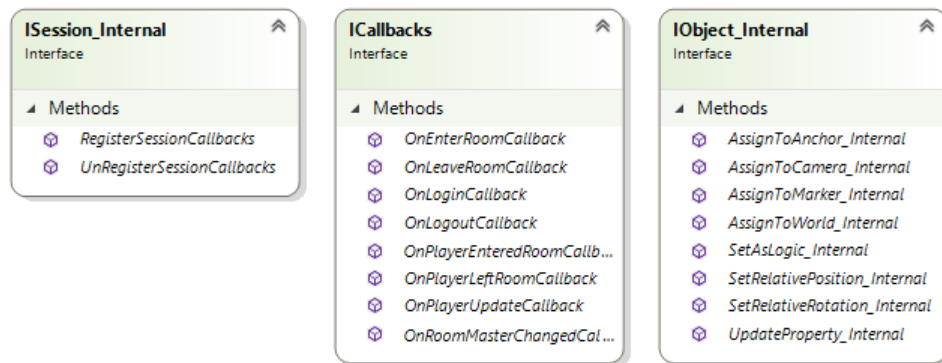 ISession_Internal
Interface
Methods
RegisterSessionCallbacks
UnRegisterSessionCallbacks
ICallbacks
Interface
Methods
OnEnterRoomCallback
OnLeaveRoomCallback
OnLoginCallback
OnLogoutCallback
OnPlayerEnteredRoomCallb...
OnPlayerLeftRoomCallback
OnPlayerUpdateCallback
OnRoomMasterChangedCal...
IObject_Internal
Interface
Methods
AssignToAnchor_Internal
AssignToCamera_Internal
AssignToMarker_Internal
AssignToWorld_Internal
SetAsLogic_Internal
SetRelativePosition_Internal
SetRelativeRotation_Internal
UpdateProperty_Internal